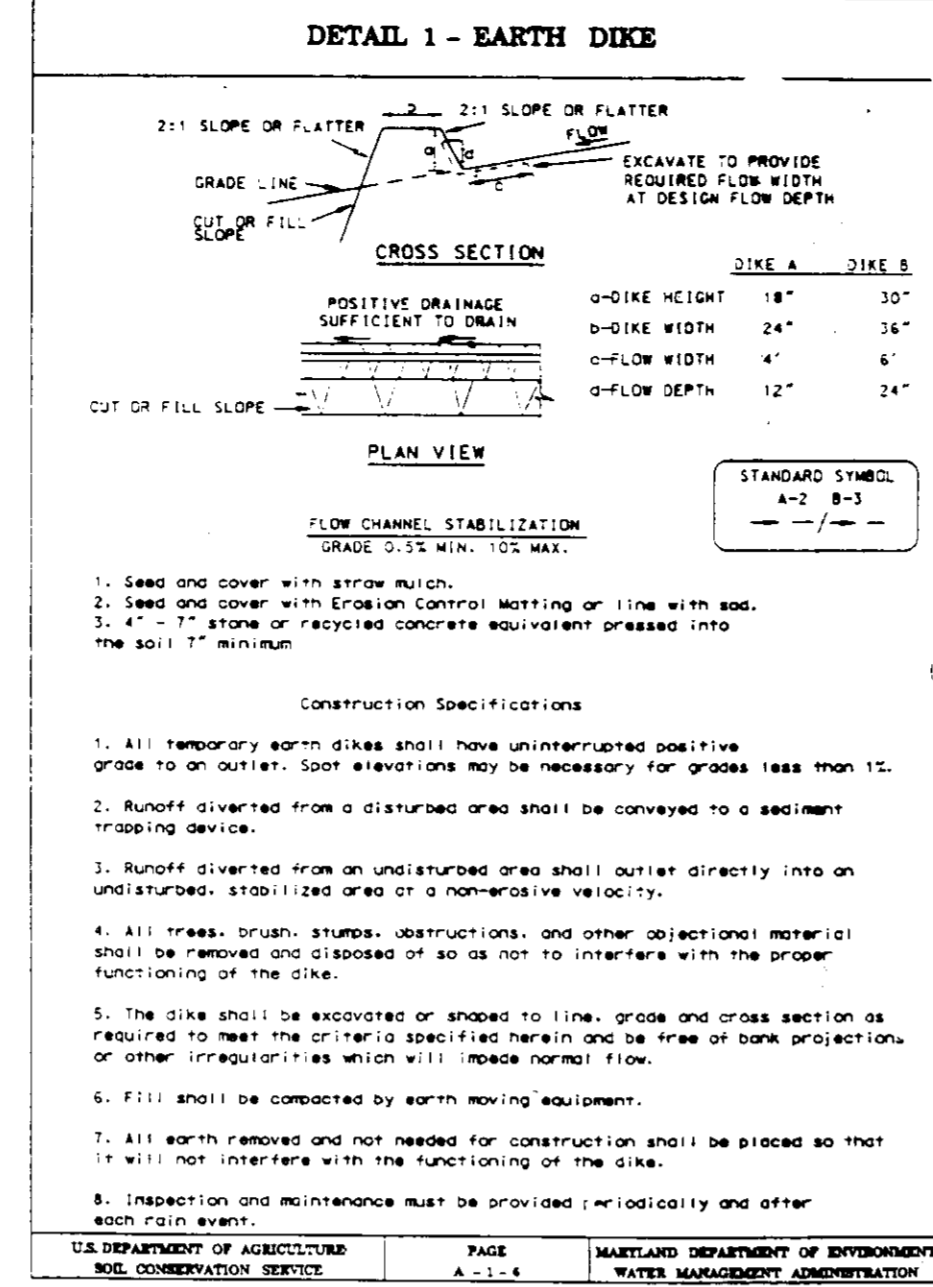 DETAIL 1 - EARTH DIKE
2:1 SLOPE OR FLATTER
b
2:1 SLOPE OR FLATTER
FLOW
a
d
EXCAVATE TO PROVIDE
REQUIRED FLOW WIDTH
AT DESIGN FLOW DEPTH
GRADE LINE
c
CUT OR FILL
SLOPE
CROSS SECTION
DIKE A DIKE B
a-DIKE HEIGHT 18" 30"
b-DIKE WIDTH 24" 36"
c-FLOW WIDTH 4' 6'
d-FLOW DEPTH 12" 24"
POSITIVE DRAINAGE
SUFFICIENT TO DRAIN
CUT OR FILL SLOPE
PLAN VIEW
STANDARD SYMBOL
A-2 B-3
FLOW CHANNEL STABILIZATION
GRADE 0.5% MIN. 10% MAX.
1. Seed and cover with straw mulch.
2. Seed and cover with Erosion Control Matting or line with sod.
3. 4" - 7" stone or recycled concrete equivalent pressed into
the soil 7" minimum
Construction Specifications
1. All temporary earth dikes shall have uninterrupted positive
grade to an outlet. Spot elevations may be necessary for grades less than 1%.
2. Runoff diverted from a disturbed area shall be conveyed to a sediment
trapping device.
3. Runoff diverted from an undisturbed area shall outlet directly into an
undisturbed, stabilized area at a non-erosive velocity.
4. All trees, brush, stumps, obstructions, and other objectional material
shall be removed and disposed of so as not to interfere with the proper
functioning of the dike.
5. The dike shall be excavated or shaped to line, grade and cross section as
required to meet the criteria specified herein and be free of bank projections
or other irregularities which will impede normal flow.
6. Fill shall be compacted by earth moving equipment.
7. All earth removed and not needed for construction shall be placed so that
it will not interfere with the functioning of the dike.
8. Inspection and maintenance must be provided periodically and after
each rain event.
U.S. DEPARTMENT OF AGRICULTURE
SOIL CONSERVATION SERVICE
PAGE
A - 1 - 6
MARYLAND DEPARTMENT OF ENVIRONMENT
WATER MANAGEMENT ADMINISTRATION